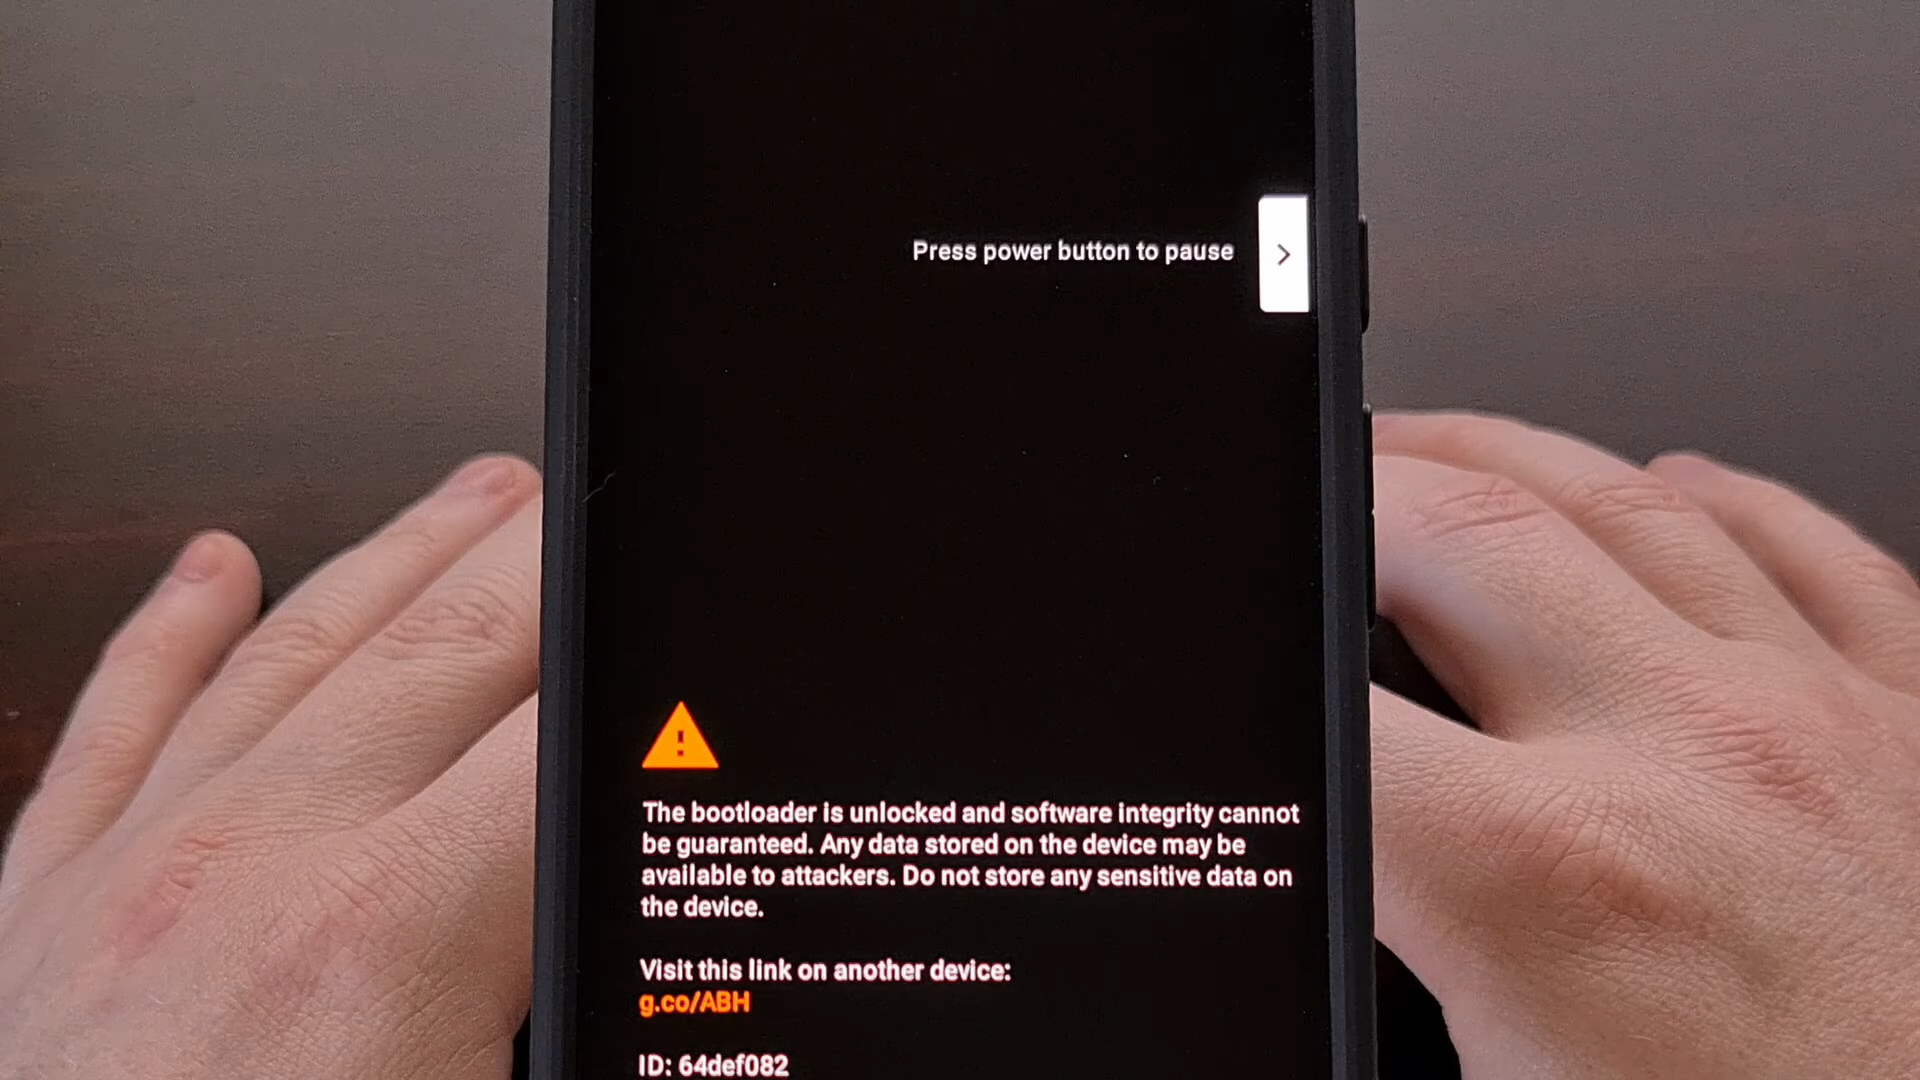 Press power button to pause
The bootloader is unlocked and software integrity cannot
be guaranteed. Any data stored on the device may be
available to attackers. Do not store any sensitive data on
the device.
Visit this link on another device:
g.co/ABH
ID: 64def082